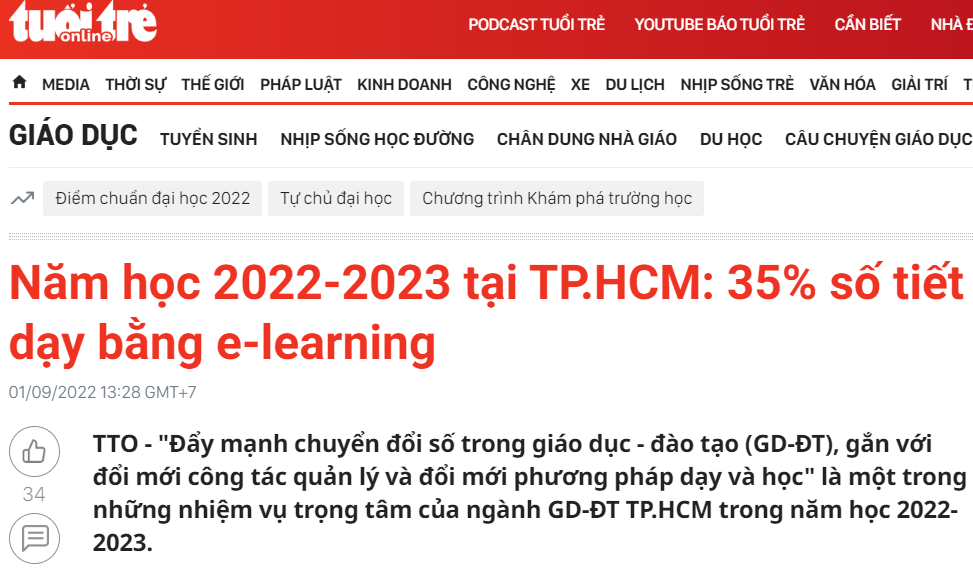 tuổi trẻ
online
PODCAST TUỔI TRẺ YOUTUBE BÁO TUỔI TRẺ CẦN BIẾT NHÀ
MEDIA THỜI SỰ THẾ GIỚI PHÁP LUẬT KINH DOANH CÔNG NGHỆ XE DU LỊCH NHỊP SỐNG TRẺ VĂN HÓA GIẢI TRÍ
GIÁO DỤC TUYỂN SINH NHỊP SỐNG HỌC ĐƯỜNG CHÂN DUNG NHÀ GIÁO DU HỌC CÂU CHUYỆN GIÁO DỤC
Điểm chuẩn đại học 2022 Tự chủ đại học Chương trình Khám phá trường học
Năm học 2022-2023 tại TP.HCM: 35% số tiết
dạy bằng e-learning
01/09/2022 13:28 GMT+7
TTO - "Đẩy mạnh chuyển đổi số trong giáo dục - đào tạo (GD-ĐT), gắn với
đổi mới công tác quản lý và đổi mới phương pháp dạy và học" là một trong
34
những nhiệm vụ trọng tâm của ngành GD-ĐT TP.HCM trong năm học 2022-
2023.